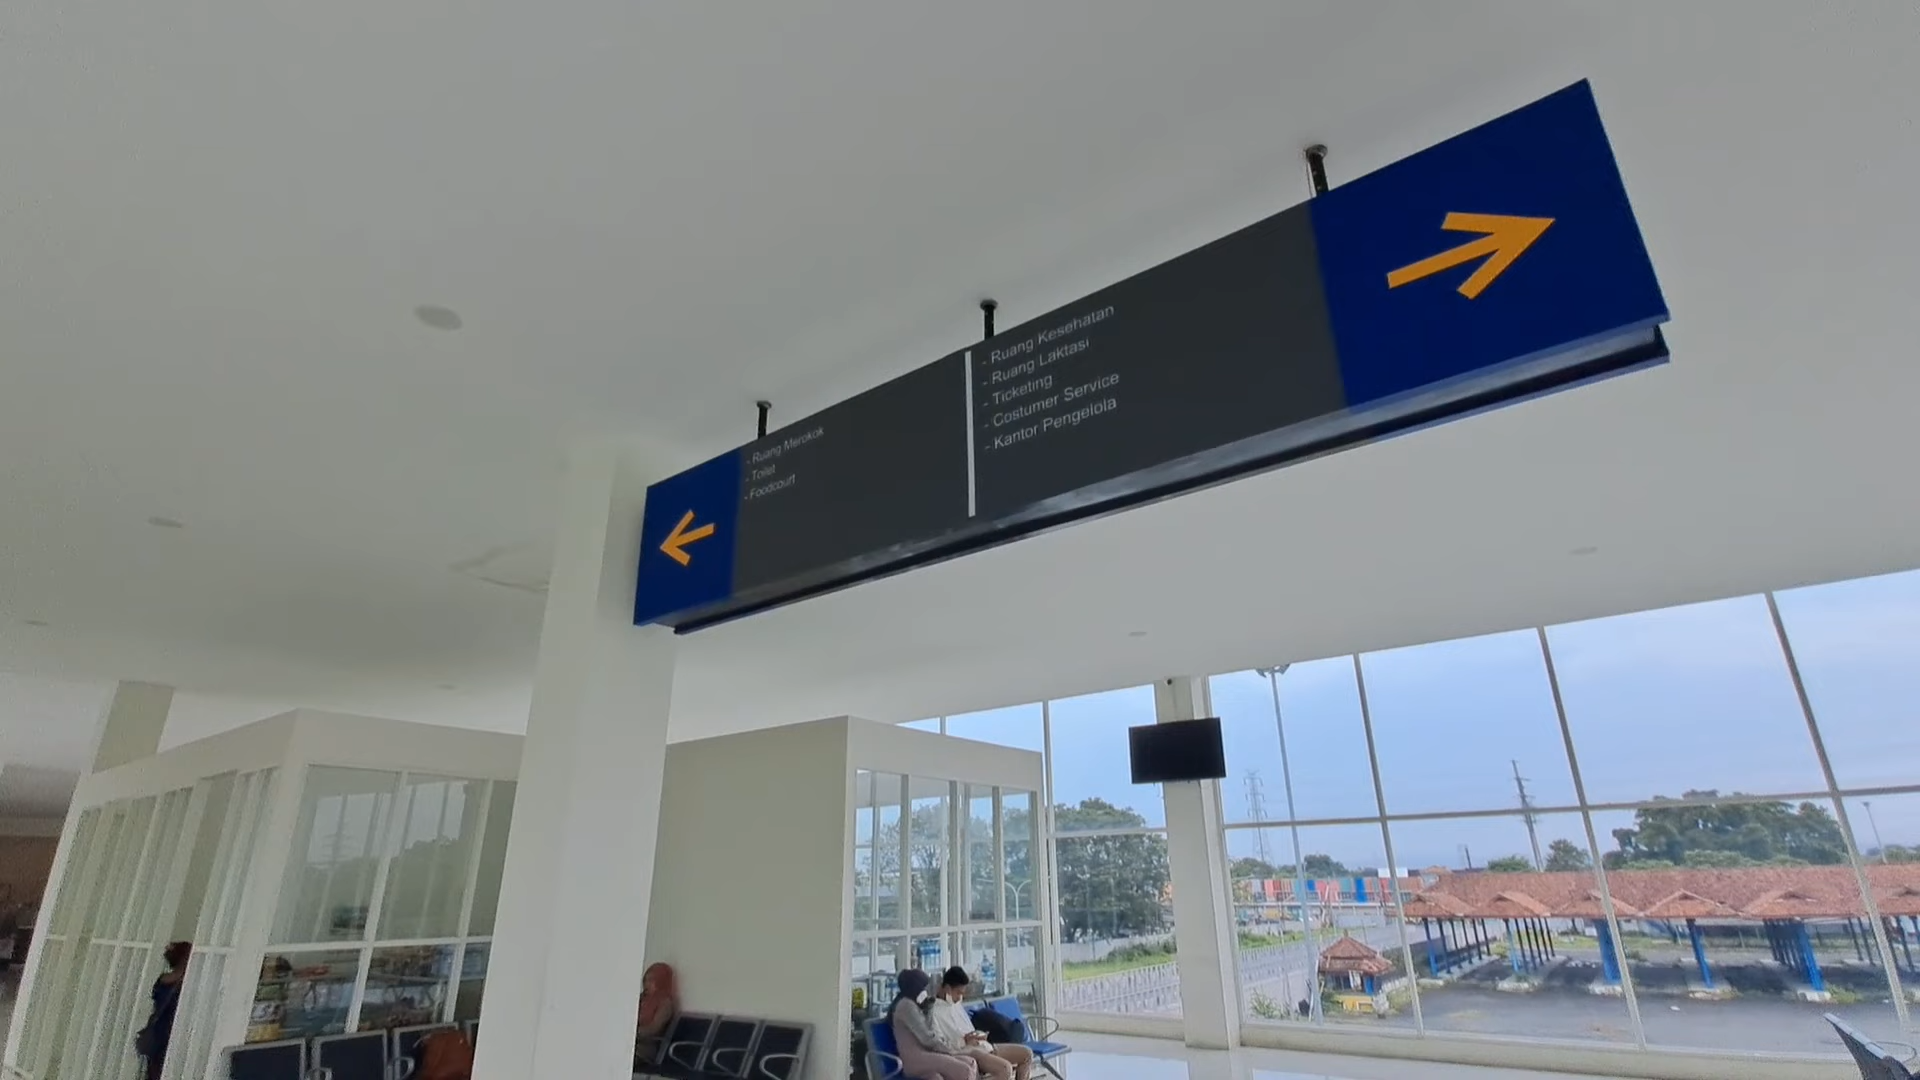 - Ruang Merokok
- Toilet
- Foodcourt
- Ruang Kesehatan
- Ruang Laktasi
- Ticketing
- Costumer Service
- Kantor Pengelola